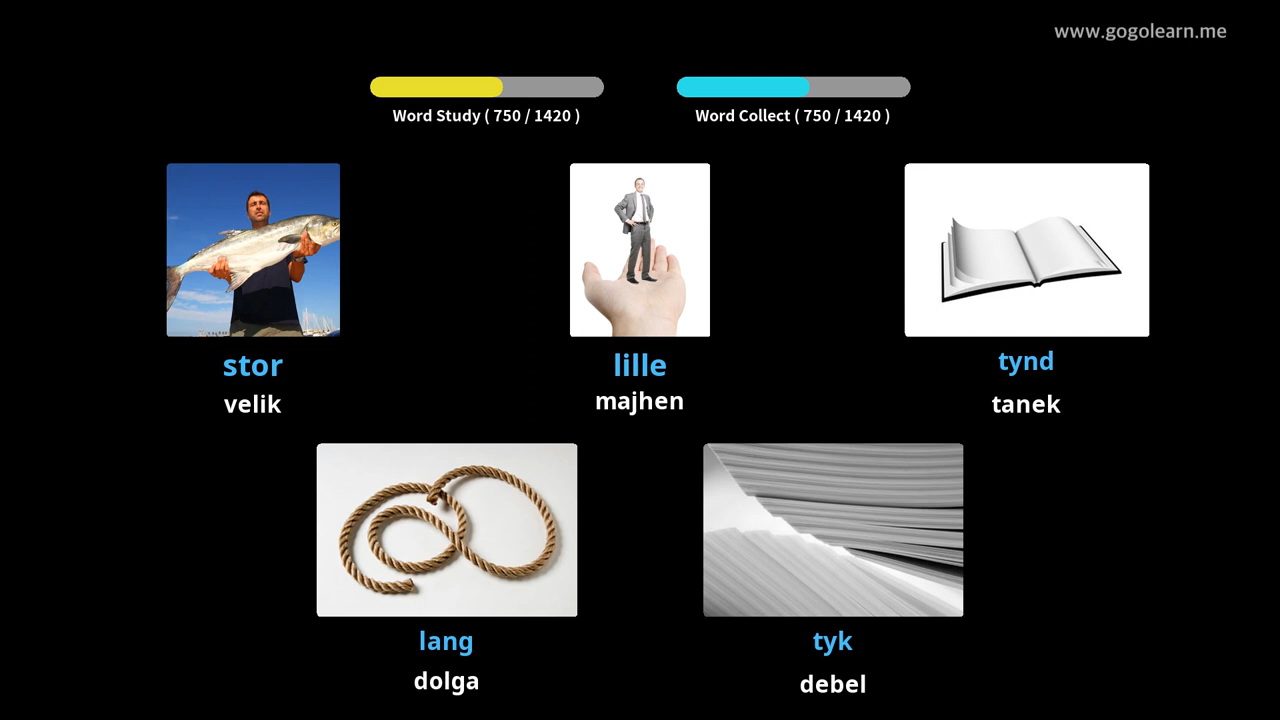 www.gogolearn.me
Word Study ( 750 / 1420 )
Word Collect ( 750 / 1420 )
stor
velik
lille
majhen
tynd
tanek
lang
dolga
tyk
debel